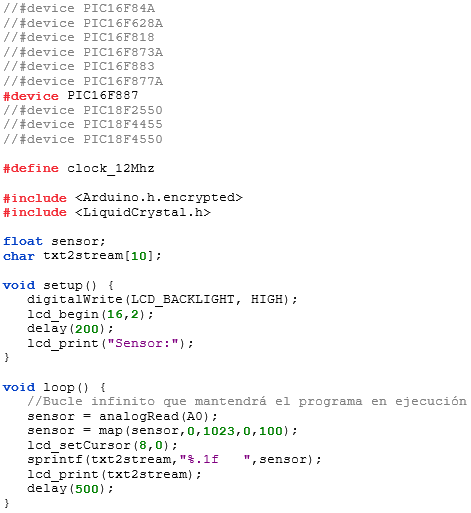 //#device PIC16F84A
//#device PIC16F628A
//#device PIC16F818
//#device PIC16F873A
//#device PIC16F883
//#device PIC16F877A
#device PIC16F887
//#device PIC18F2550
//#device PIC18F4455
//#device PIC18F4550
#define clock_12Mhz
#include <Arduino.h.encrypted>
#include <LiquidCrystal.h>
float sensor;
char txt2stream[10];
void setup() {
   digitalWrite(LCD_BACKLIGHT, HIGH);
   lcd_begin(16,2);
   delay(200);
   lcd_print("Sensor:");
}
void loop() {
   //Bucle infinito que mantendrá el programa en ejecución
   sensor = analogRead(A0);
   sensor = map(sensor,0,1023,0,100);
   lcd_setCursor(8,0);
   sprintf(txt2stream,"%.1f   ",sensor);
   lcd_print(txt2stream);
   delay(500);
}